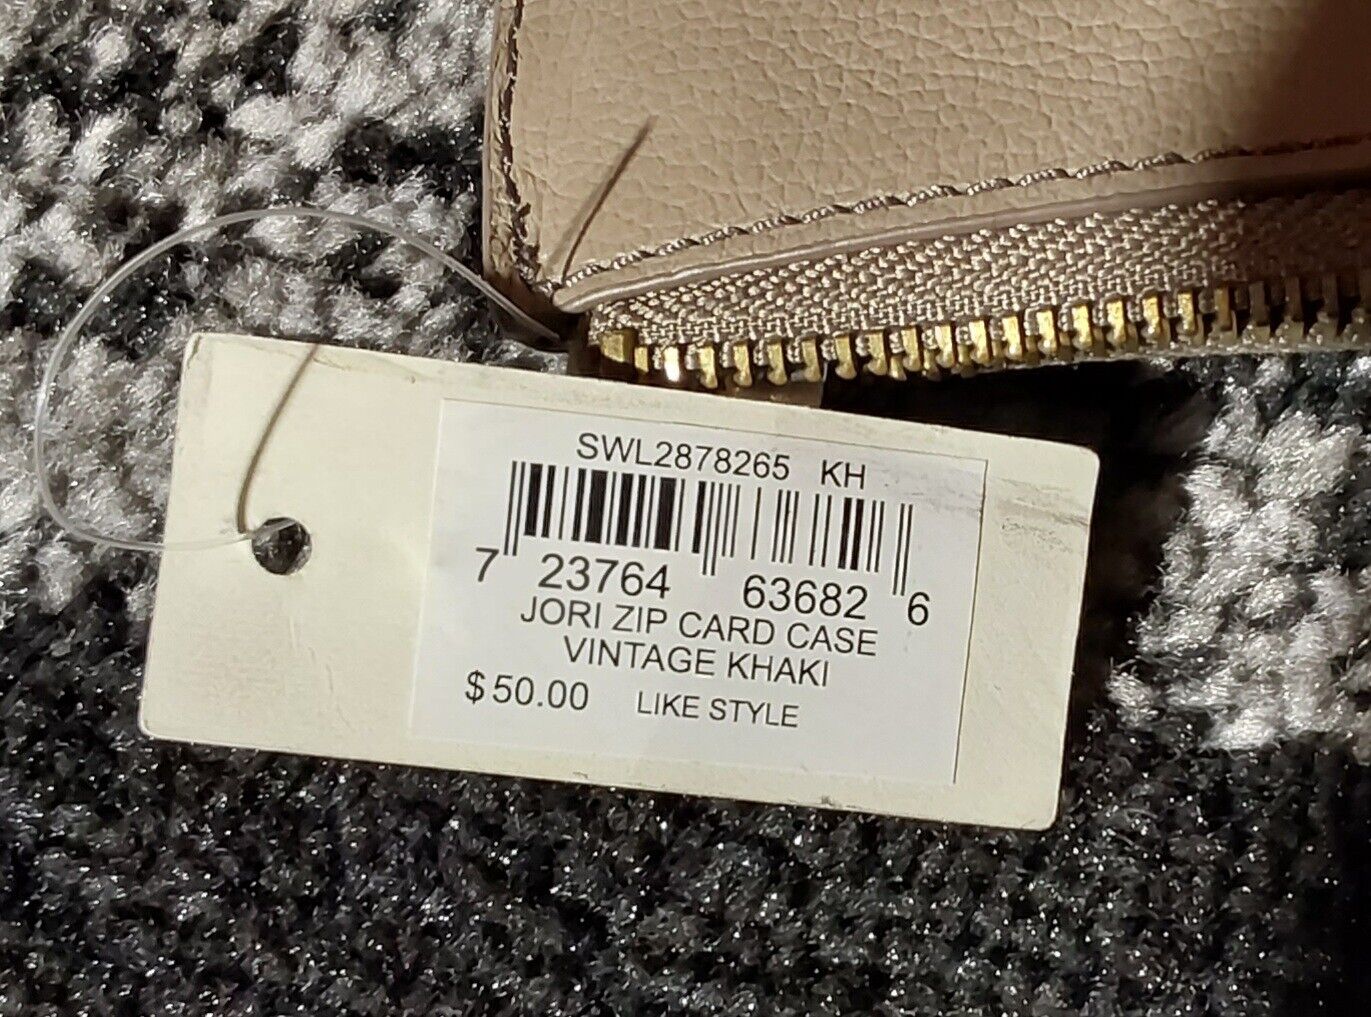 SWL2878265 KH
7 23764 63682 6
JORI ZIP CARD CASE
VINTAGE KHAKI
$50.00 LIKE STYLE